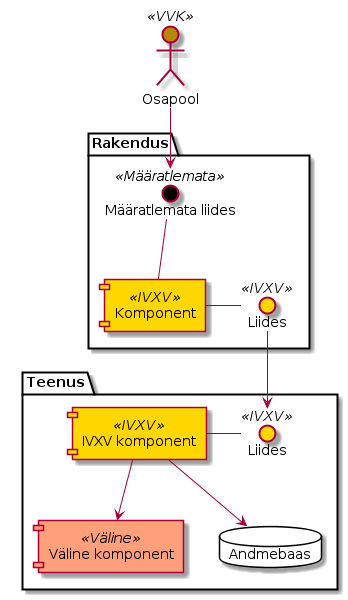 «VVK»
Osapool
Rakendus
«Määratlemata»
Määratlemata liides
«IVXV»
Komponent
«IVXV»
Liides
Teenus
«IVXV»
IVXV komponent
«IVXV»
Liides
«Väline»
Väline komponent
Andmebaas